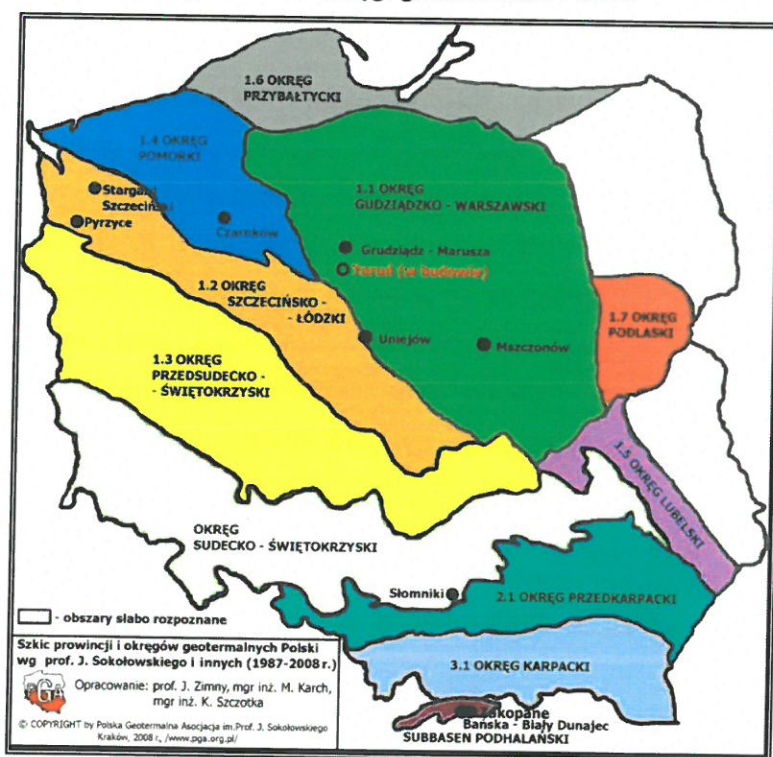 1.6 OKRĘG
PRZYBAŁTYCKI
1.4 OKRĘG
POMORKI
1.1 OKRĘG
GUDZIĄDZKO - WARSZAWSKI
Stargard
Szczeciński
Pyrzyce
Czarnków
Grudziądz - Marusza
Toruń (w budowie)
1.2 OKRĘG
SZCZECIŃSKO -
- ŁÓDZKI
1.7 OKRĘG
PODLASKI
Uniejów
Mszczonów
1.3 OKRĘG
PRZEDSUDECKO -
- ŚWIĘTOKRZYSKI
1.5 OKRĘG LUBELSKI
OKRĘG
SUDECKO - ŚWIĘTOKRZYSKI
Słomniki
2.1 OKRĘG PRZEDKARPACKI
- obszary słabo rozpoznane
3.1 OKRĘG KARPACKI
Zakopane
Bańska - Biały Dunajec
SUBBASEN PODHALAŃSKI
Szkic prowincji i okręgów geotermalnych Polski
wg prof. J. Sokołowskiego i innych (1987-2008 r.)
PGA
Opracowanie: prof. J. Zimny, mgr inż. M. Karch,
mgr inż. K. Szczotka
© COPYRIGHT by Polska Geotermalna Asocjacja im.Prof. J. Sokołowskiego
Kraków, 2008 r., /www.pga.org.pl/